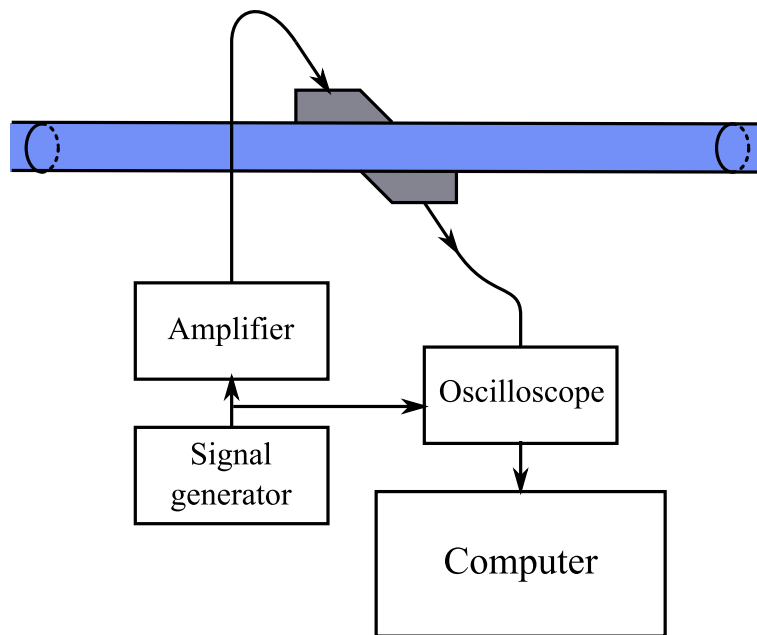 Amplifier
Oscilloscope
Signal
generator
Computer